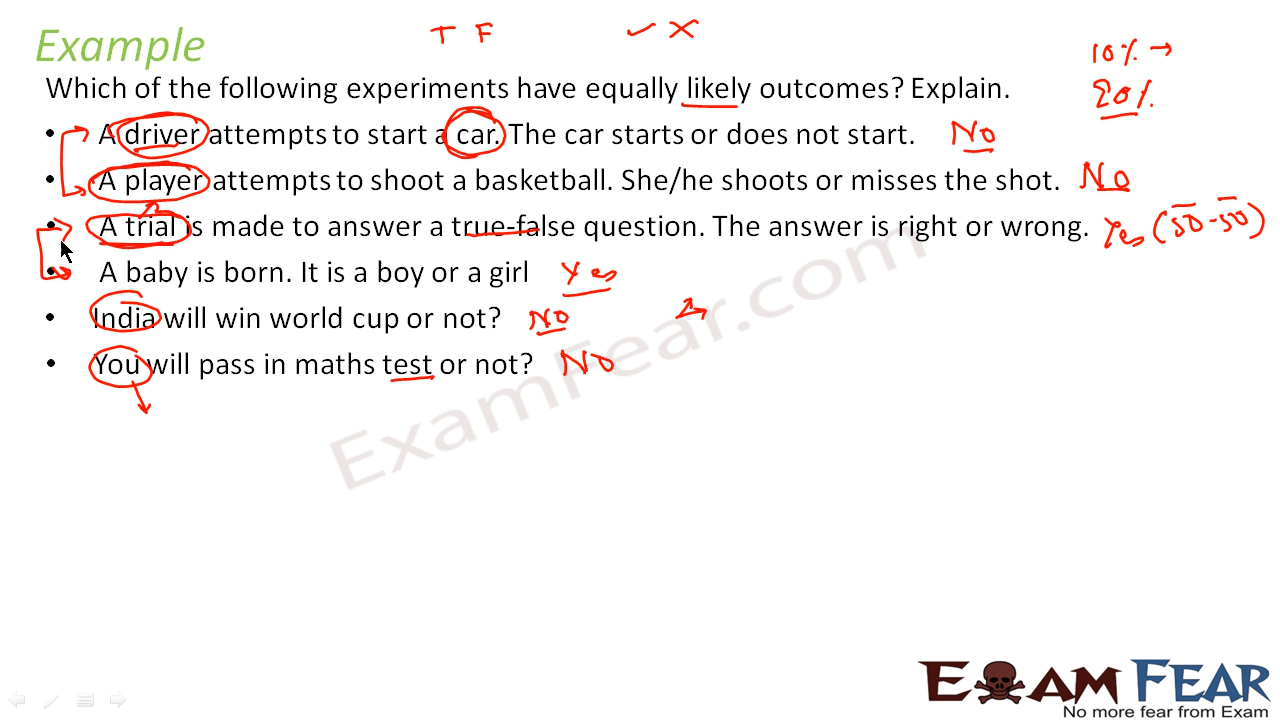 Example
T F ✓ X
10% →
20%
Which of the following experiments have equally likely outcomes? Explain.
• A driver attempts to start a car. The car starts or does not start. No
• A player attempts to shoot a basketball. She/he shoots or misses the shot. No
• A trial is made to answer a true-false question. The answer is right or wrong. Yes (50-50)
• A baby is born. It is a boy or a girl Yes
• India will win world cup or not? No
• You will pass in maths test or not? No
ExamFear.com
EXAM FEAR
No more fear from Exam